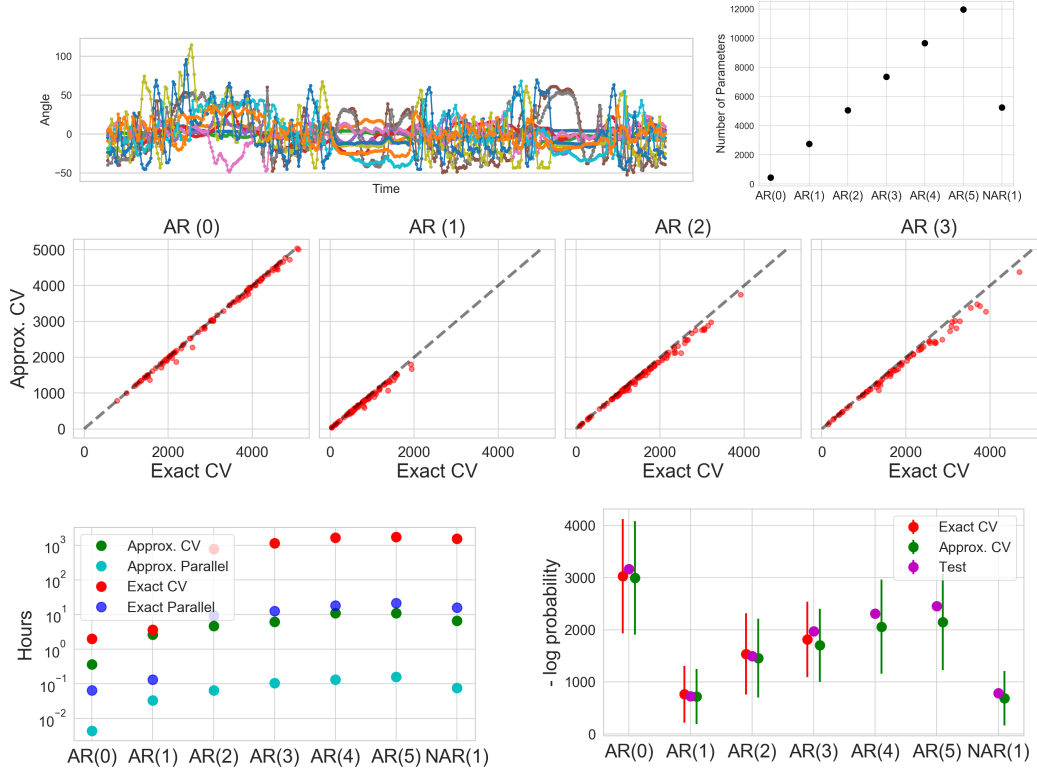 100
50
0
−50
Angle
Time
12000
10000
8000
6000
4000
2000
0
Number of Parameters
AR(0) AR(1) AR(2) AR(3) AR(4) AR(5) NAR(1)
AR (0) AR (1) AR (2) AR (3)
5000
4000
3000
2000
1000
0
Approx. CV
0 2000 4000 0 2000 4000 0 2000 4000 0 2000 4000
Exact CV Exact CV Exact CV Exact CV
10³
10²
10¹
10⁰
10⁻¹
10⁻²
Hours
Approx. CV
Approx. Parallel
Exact CV
Exact Parallel
AR(0) AR(1) AR(2) AR(3) AR(4) AR(5) NAR(1)
4000
3000
2000
1000
0
- log probability
Exact CV
Approx. CV
Test
AR(0) AR(1) AR(2) AR(3) AR(4) AR(5) NAR(1)